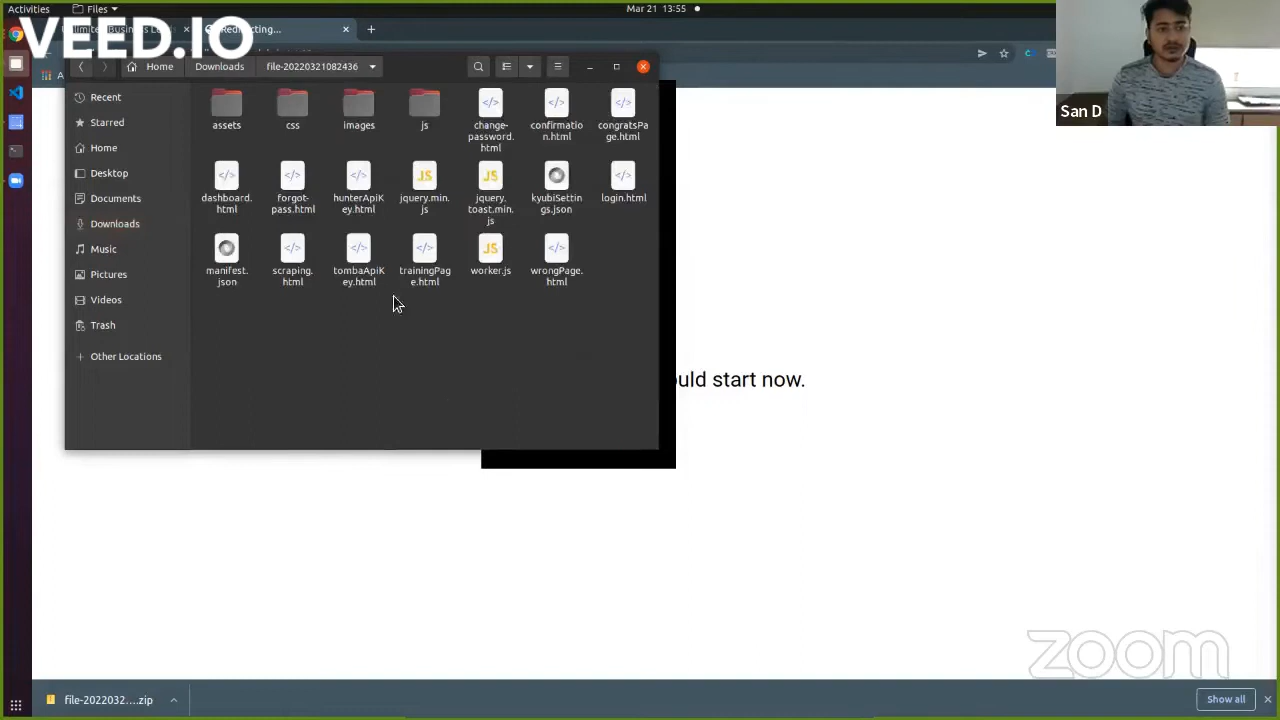 Activities
Files
Mar 21 13:55
VEED.IO
Redirecting...
Home
Downloads
file-20220321082436
San D
Recent
Starred
Home
Desktop
Documents
Downloads
Music
Pictures
Videos
Trash
Other Locations
assets
css
images
js
change-
password.
html
confirmatio
n.html
congratsPa
ge.html
dashboard.
html
forgot-
pass.html
hunterApiK
ey.html
jquery.min.
js
jquery.
toast.min.
js
kyubiSettin
gs.json
login.html
manifest.
json
scraping.
html
tombaApiK
ey.html
trainingPag
e.html
worker.js
wrongPage.
html
uld start now.
zoom
file-2022032....zip
Show all